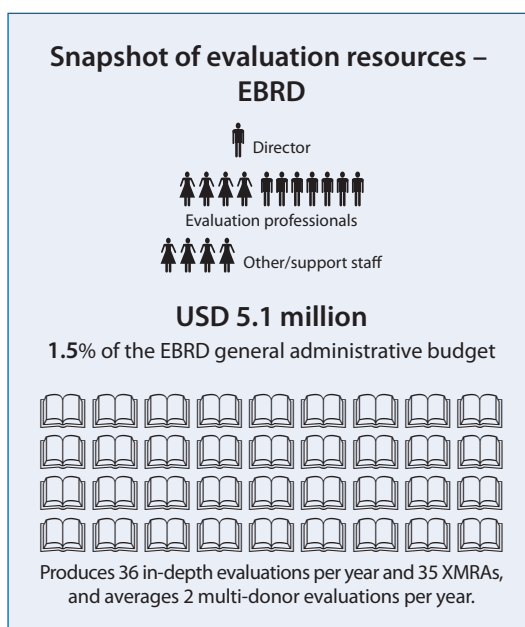 Snapshot of evaluation resources –
EBRD
Director
Evaluation professionals
Other/support staff
USD 5.1 million
1.5% of the EBRD general administrative budget
Produces 36 in-depth evaluations per year and 35 XMRAs,
and averages 2 multi-donor evaluations per year.